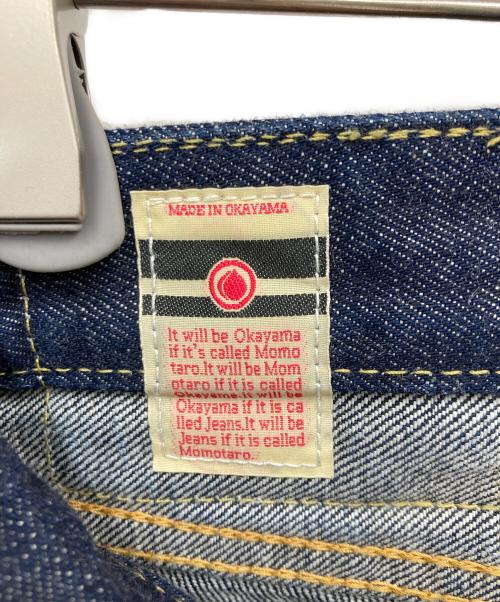 MADE IN OKAYAMA
It will be Okayama
if it's called Momo
taro.It will be Mom
otaro if it is called
Okayama.It will be
Okayama if it is ca
lled Jeans.It will be
Jeans if it is called
Momotaro.